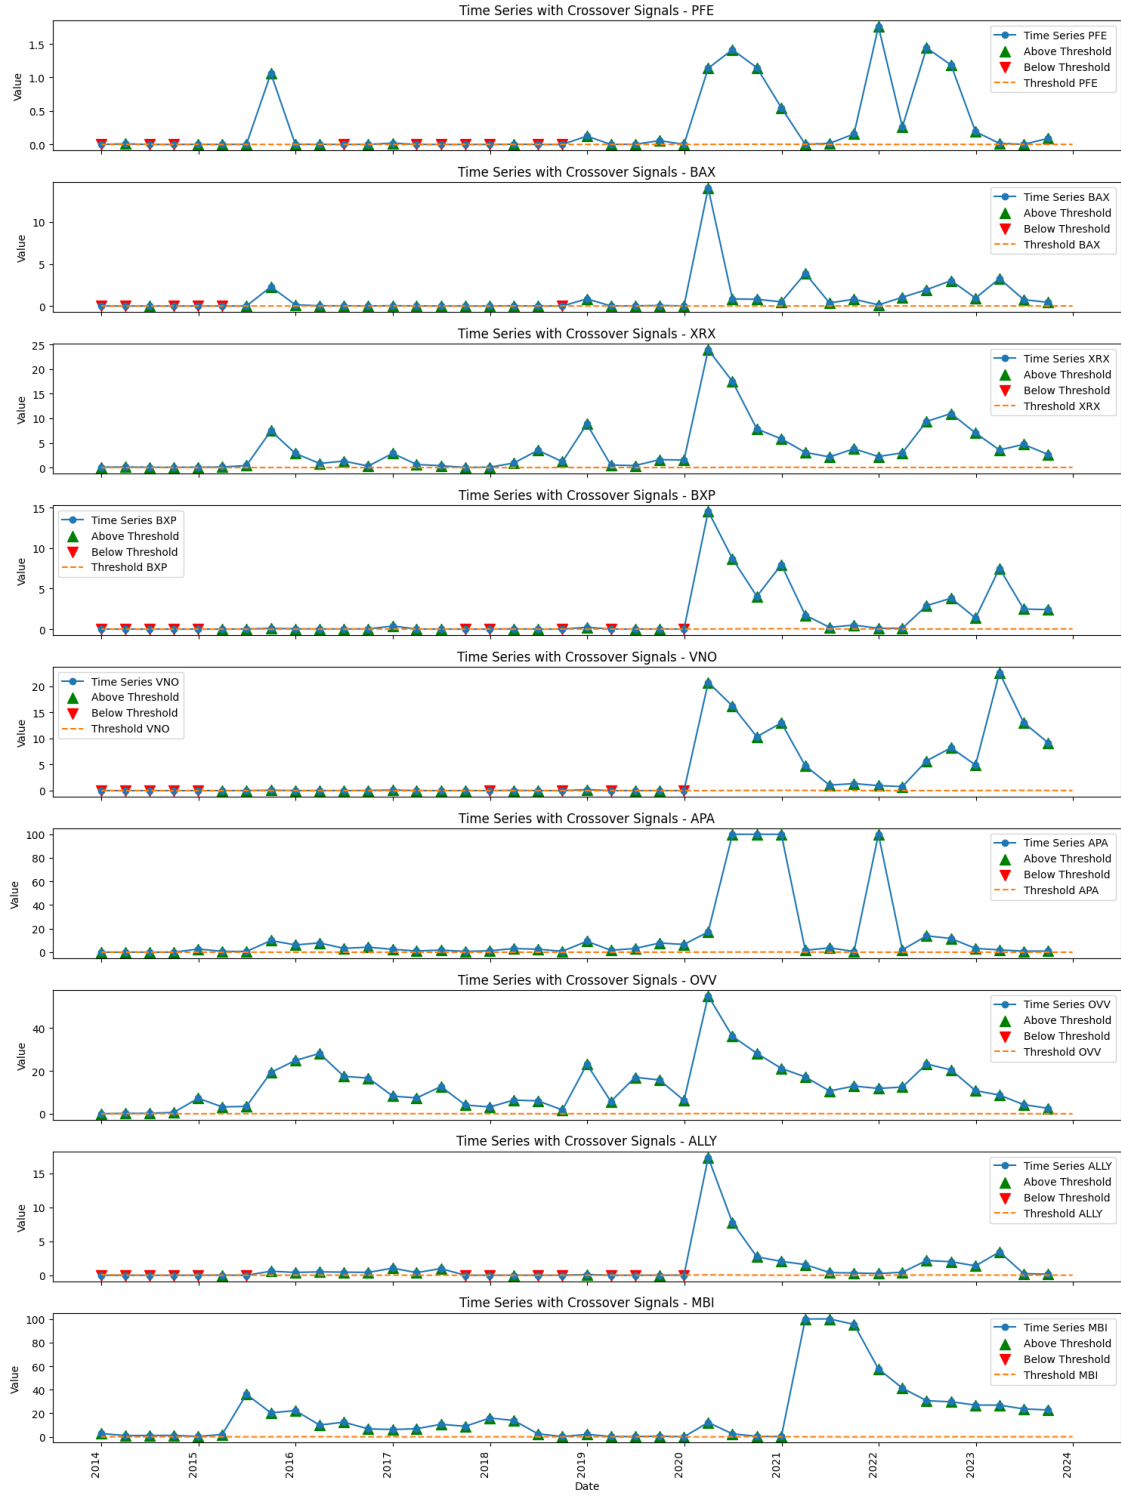 Time Series with Crossover Signals - PFE
1.5
1.0
0.5
0.0
Value
Time Series PFE
Above Threshold
Below Threshold
Threshold PFE
Time Series with Crossover Signals - BAX
10
5
0
Value
Time Series BAX
Above Threshold
Below Threshold
Threshold BAX
Time Series with Crossover Signals - XRX
25
20
15
10
5
0
Value
Time Series XRX
Above Threshold
Below Threshold
Threshold XRX
Time Series with Crossover Signals - BXP
15
10
5
0
Value
Time Series BXP
Above Threshold
Below Threshold
Threshold BXP
Time Series with Crossover Signals - VNO
20
15
10
5
0
Value
Time Series VNO
Above Threshold
Below Threshold
Threshold VNO
Time Series with Crossover Signals - APA
100
80
60
40
20
0
Value
Time Series APA
Above Threshold
Below Threshold
Threshold APA
Time Series with Crossover Signals - OVV
40
20
0
Value
Time Series OVV
Above Threshold
Below Threshold
Threshold OVV
Time Series with Crossover Signals - ALLY
15
10
5
0
Value
Time Series ALLY
Above Threshold
Below Threshold
Threshold ALLY
Time Series with Crossover Signals - MBI
100
80
60
40
20
0
Value
Time Series MBI
Above Threshold
Below Threshold
Threshold MBI
2014
2015
2016
2017
2018
2019
2020
2021
2022
2023
2024
Date